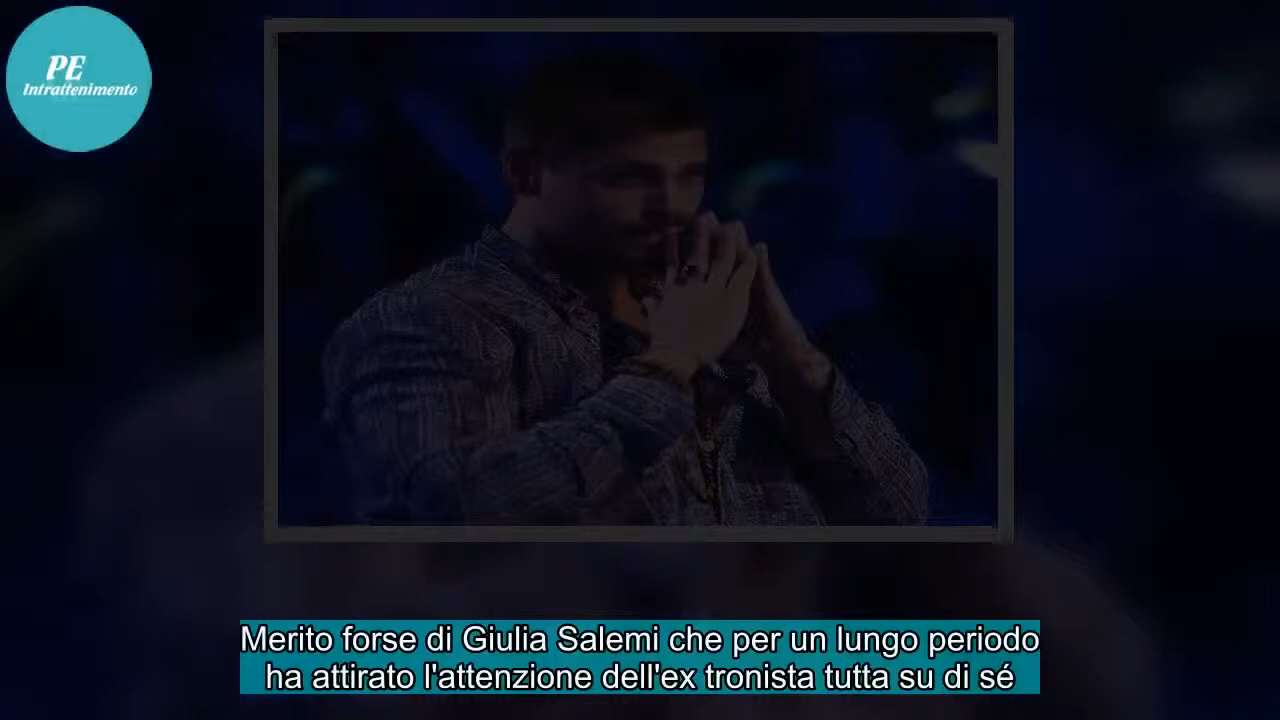 PE
Intrattenimento
Merito forse di Giulia Salemi che per un lungo periodo
ha attirato l'attenzione dell'ex tronista tutta su di sé